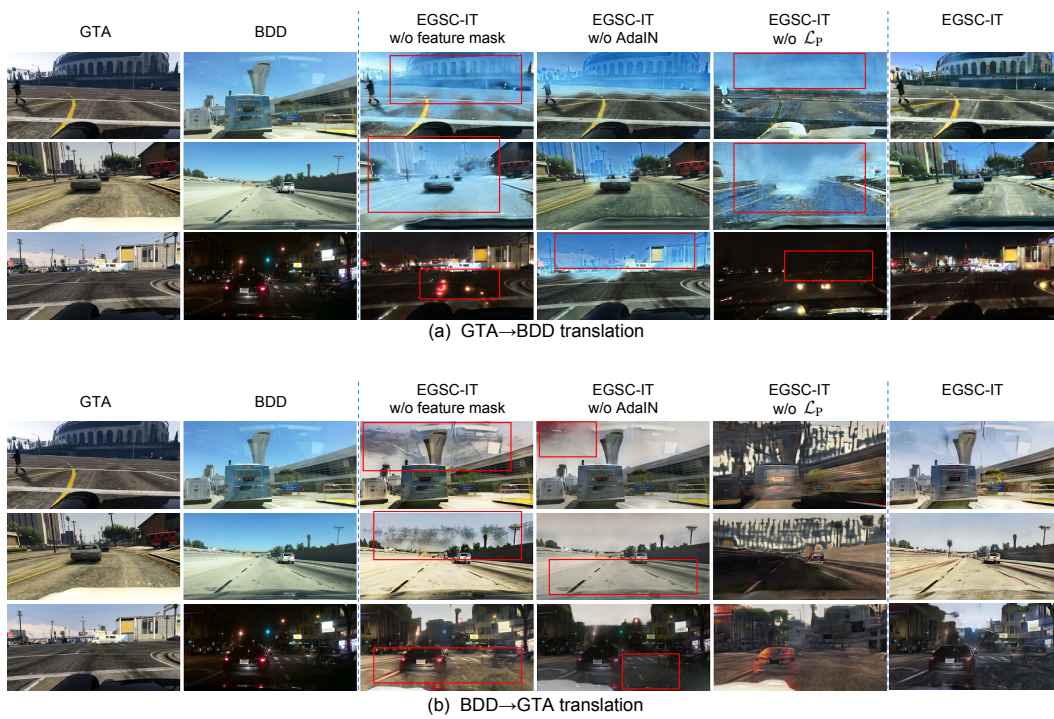 GTA
BDD
EGSC-IT
w/o feature mask
EGSC-IT
w/o AdaIN
EGSC-IT
w/o ℒP
EGSC-IT
(a) GTA→BDD translation
GTA
BDD
EGSC-IT
w/o feature mask
EGSC-IT
w/o AdaIN
EGSC-IT
w/o ℒP
EGSC-IT
(b) BDD→GTA translation